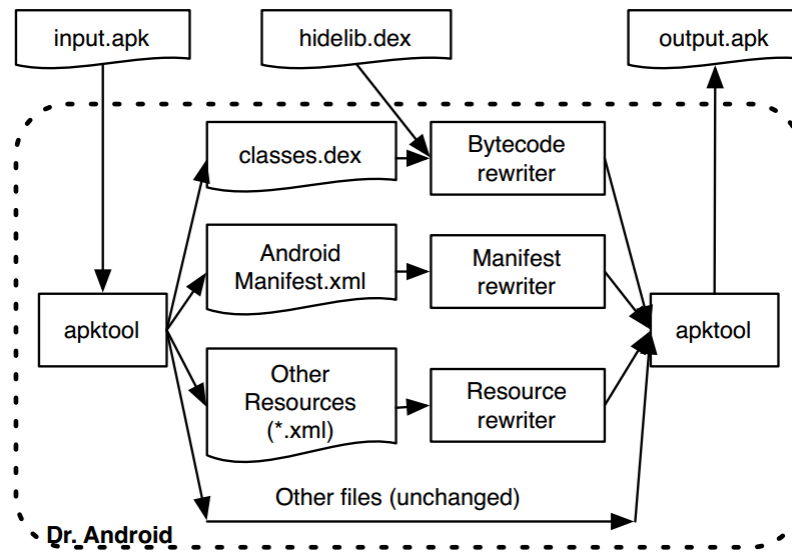 input.apk
hidelib.dex
output.apk
classes.dex
Bytecode
rewriter
Android
Manifest.xml
Manifest
rewriter
apktool
apktool
Other
Resources
(*.xml)
Resource
rewriter
Other files (unchanged)
Dr. Android